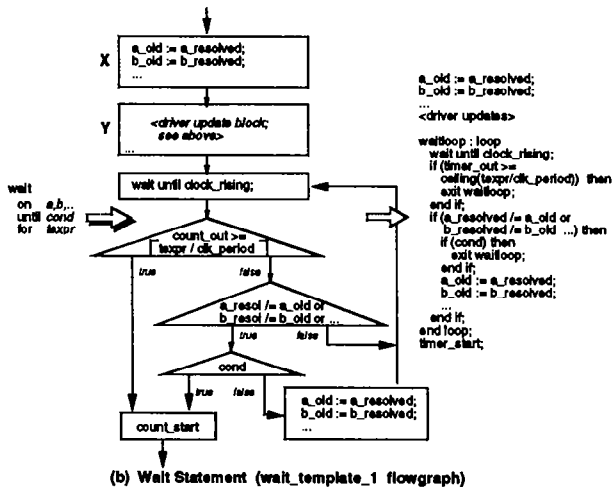 X
a_old := a_resolved;
b_old := b_resolved;
...
Y
<driver update block;
see above>
...
wait until clock_rising;
wait
on a,b,..
until cond
for texpr
count_out >=
texpr / clk_period
true
false
a_resol /= a_old or
b_resol /= b_old or ...
true
false
cond
true
false
a_old := a_resolved;
b_old := b_resolved;
...
count_start
a_old := a_resolved;
b_old := b_resolved;
...
<driver updates>
waitloop : loop
wait until clock_rising;
if (timer_out >=
ceiling(texpr/clk_period)) then
exit waitloop;
end if;
if (a_resolved /= a_old or
b_resolved /= b_old ...) then
if (cond) then
exit waitloop;
end if;
a_old := a_resolved;
b_old := b_resolved;
...
end if;
end loop;
timer_start;
(b) Wait Statement (wait_template_1 flowgraph)